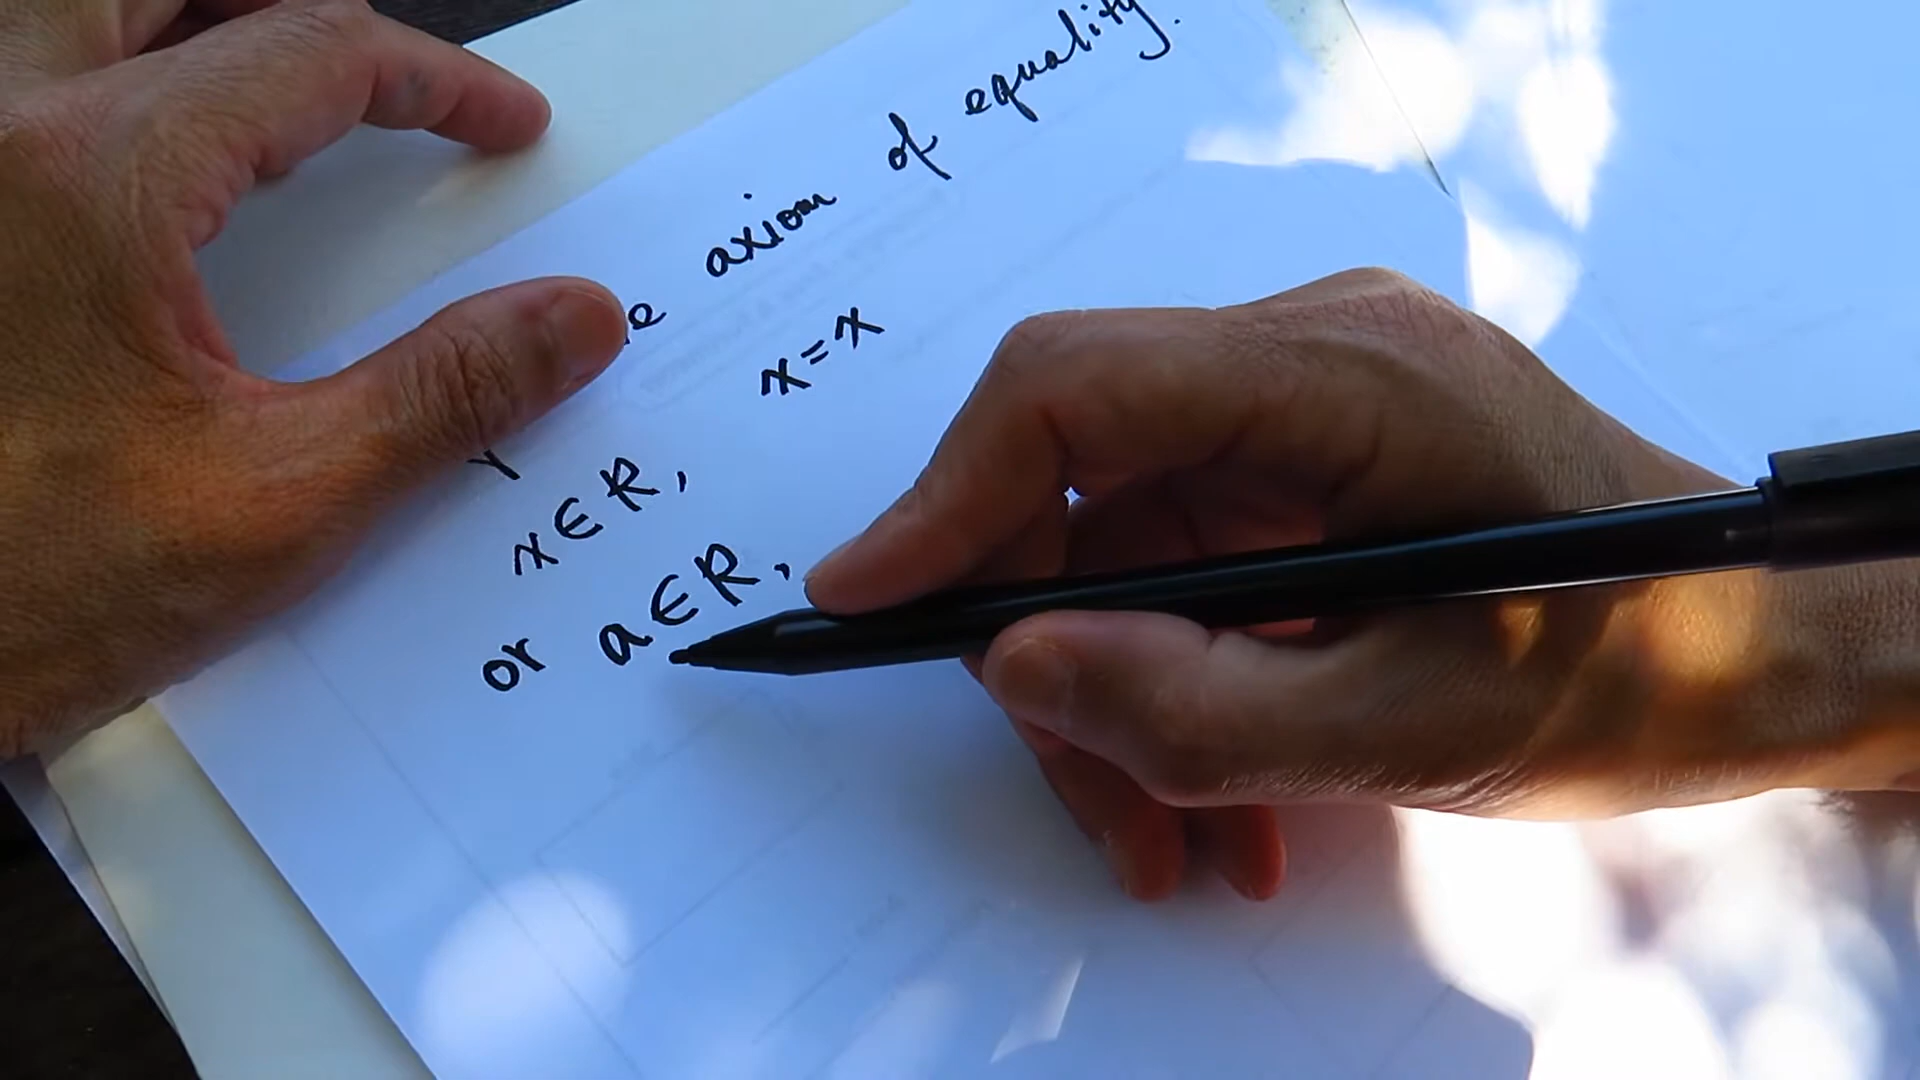 axiom of equality.
x∈R, x=x
or a∈R,